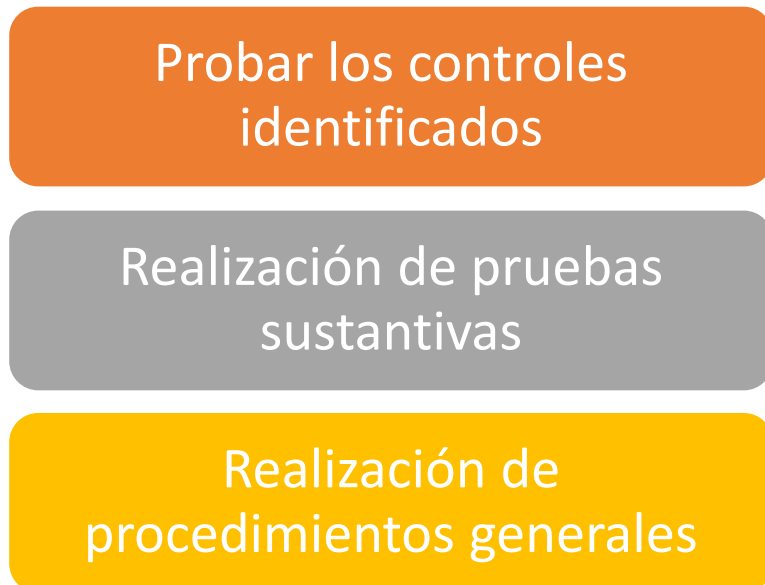 Probar los controles
identificados
Realización de pruebas
sustantivas
Realización de
procedimientos generales